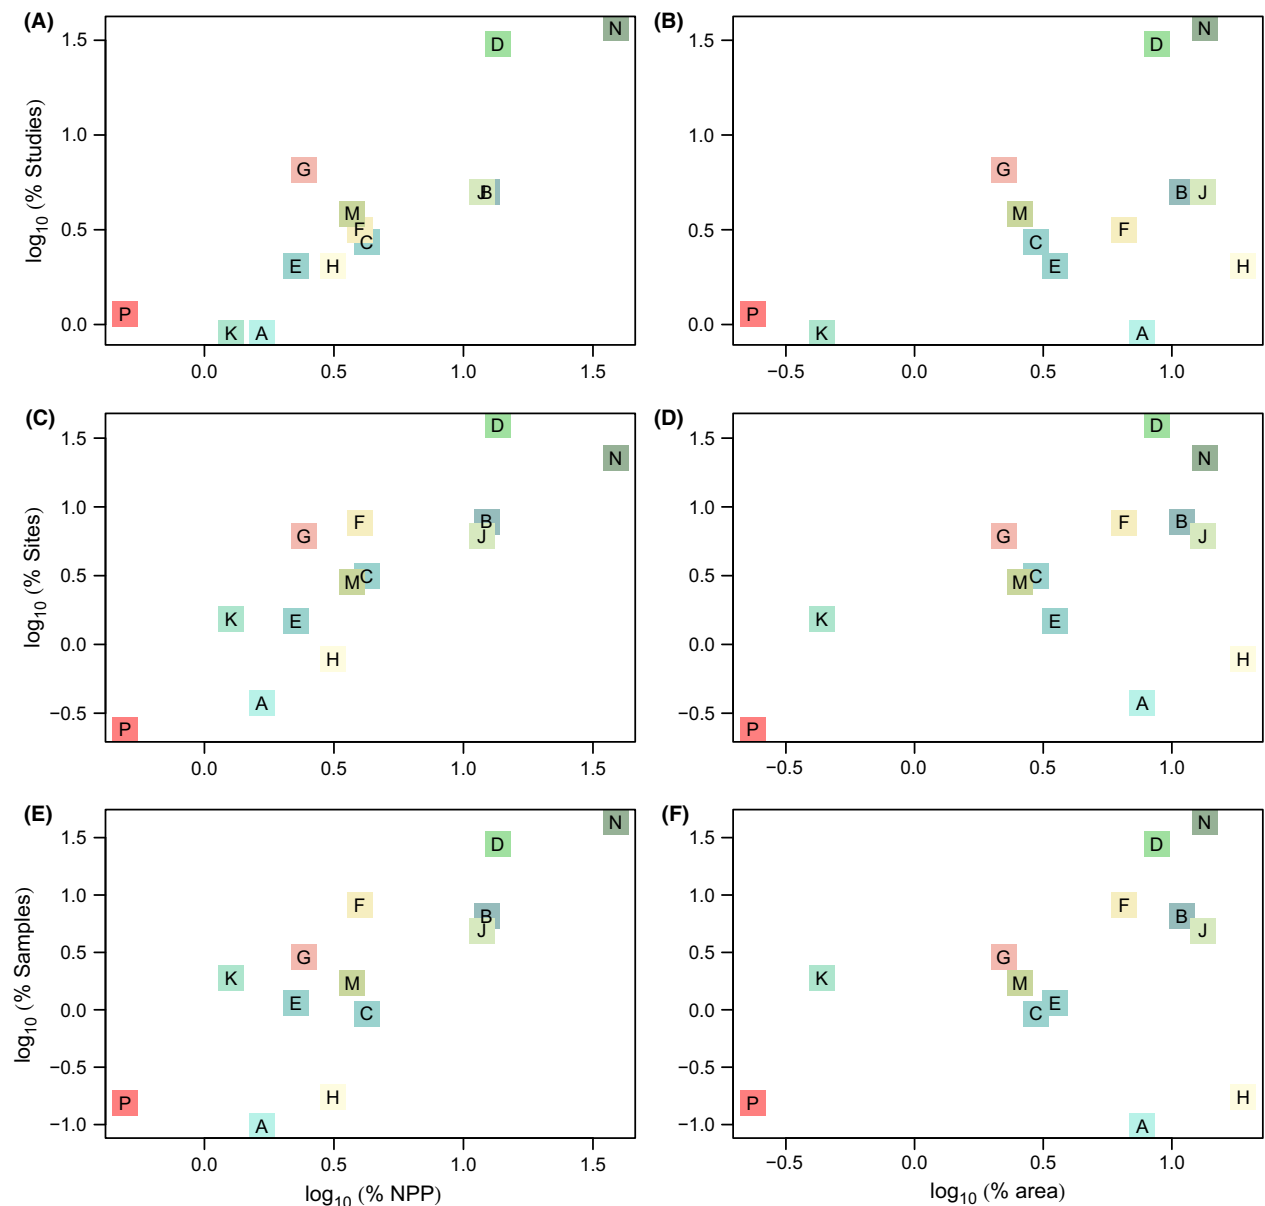 (A)
(B)
log10 (% Studies)
1.5
1.0
0.5
0.0
N
D
G
J
B
M
F
C
E
H
P
K
A
0.0
0.5
1.0
1.5
1.5
1.0
0.5
0.0
N
D
G
B
J
M
F
C
E
H
P
K
A
−0.5
0.0
0.5
1.0
(C)
(D)
log10 (% Sites)
1.5
1.0
0.5
0.0
−0.5
D
N
B
F
G
J
C
M
K
E
H
A
P
0.0
0.5
1.0
1.5
1.5
1.0
0.5
0.0
−0.5
D
N
F
B
G
J
C
M
K
E
H
A
P
−0.5
0.0
0.5
1.0
(E)
(F)
log10 (% Samples)
1.5
1.0
0.5
0.0
−0.5
−1.0
N
D
F
B
J
G
K
M
E
C
H
P
A
0.0
0.5
1.0
1.5
log10 (% NPP)
1.5
1.0
0.5
0.0
−0.5
−1.0
N
D
F
B
J
G
K
M
E
C
H
P
A
−0.5
0.0
0.5
1.0
log10 (% area)